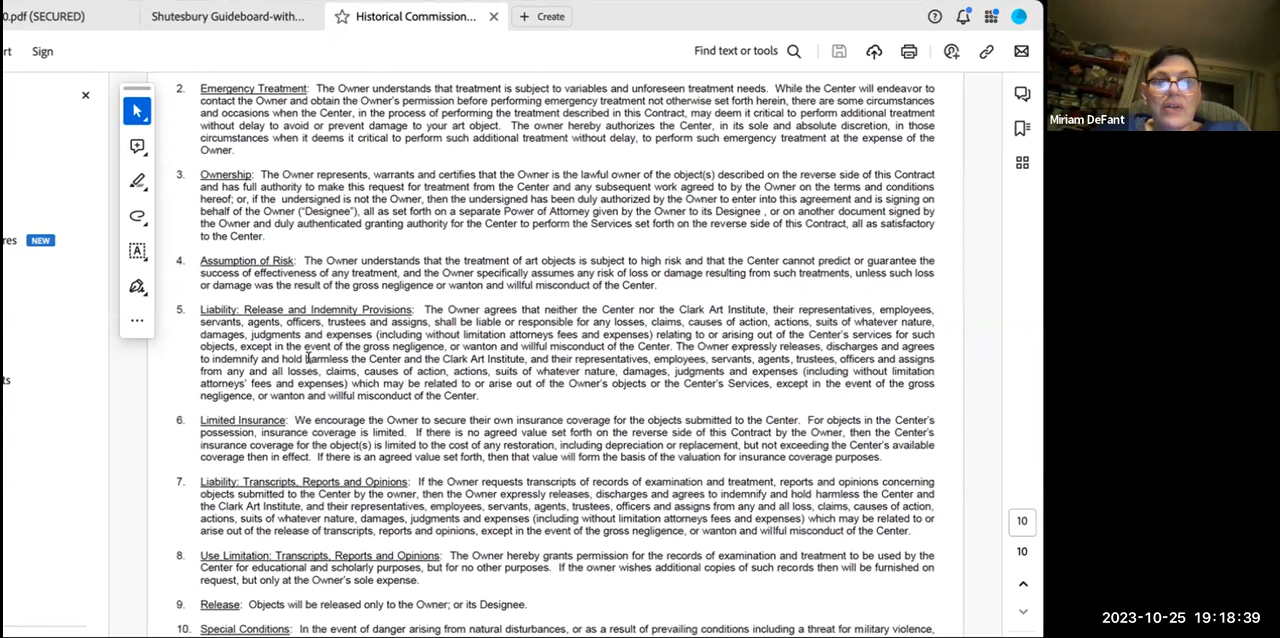 0.pdf (SECURED)
Shutesbury Guideboard-with...
Historical Commission...
Create
rt
Sign
Find text or tools
2. Emergency Treatment: The Owner understands that treatment is subject to variables and unforeseen treatment needs. While the Center will endeavor to
contact the Owner and obtain the Owner's permission before performing emergency treatment not otherwise set forth herein, there are some circumstances
and occasions when the Center, in the process of performing the treatment described in this Contract, may deem it critical to perform additional treatment
without delay to avoid or prevent damage to your art object. The owner hereby authorizes the Center, in its sole and absolute discretion, in those
circumstances when it deems it critical to perform such additional treatment without delay, to perform such emergency treatment at the expense of the
Owner.
3. Ownership: The Owner represents, warrants and certifies that the Owner is the lawful owner of the object(s) described on the reverse side of this Contract
and has full authority to make this request for treatment from the Center and any subsequent work agreed to by the Owner on the terms and conditions
hereof; or, if the undersigned is not the Owner, then the undersigned has been duly authorized by the Owner to enter into this agreement and is signing on
behalf of the Owner ("Designee"), all as set forth on a separate Power of Attorney given by the Owner to its Designee , or on another document signed by
the Owner and duly authenticated granting authority for the Center to perform the Services set forth on the reverse side of this Contract, all as satisfactory
to the Center.
4. Assumption of Risk: The Owner understands that the treatment of art objects is subject to high risk and that the Center cannot predict or guarantee the
success of effectiveness of any treatment, and the Owner specifically assumes any risk of loss or damage resulting from such treatments, unless such loss
or damage was the result of the gross negligence or wanton and willful misconduct of the Center.
5. Liability: Release and Indemnity Provisions: The Owner agrees that neither the Center nor the Clark Art Institute, their representatives, employees,
servants, agents, officers, trustees and assigns, shall be liable or responsible for any losses, claims, causes of action, actions, suits of whatever nature,
damages, judgments and expenses (including without limitation attorneys fees and expenses) relating to or arising out of the Center's services for such
objects, except in the event of the gross negligence, or wanton and willful misconduct of the Center. The Owner expressly releases, discharges and agrees
to indemnify and hold harmless the Center and the Clark Art Institute, and their representatives, employees, servants, agents, trustees, officers and assigns
from any and all losses, claims, causes of action, actions, suits of whatever nature, damages, judgments and expenses (including without limitation
attorneys' fees and expenses) which may be related to or arise out of the Owner's objects or the Center's Services, except in the event of the gross
negligence, or wanton and willful misconduct of the Center.
6. Limited Insurance: We encourage the Owner to secure their own insurance coverage for the objects submitted to the Center. For objects in the Center's
possession, insurance coverage is limited. If there is no agreed value set forth on the reverse side of this Contract by the Owner, then the Center's
insurance coverage for the object(s) is limited to the cost of any restoration, including depreciation or replacement, but not exceeding the Center's available
coverage then in effect. If there is an agreed value set forth, then that value will form the basis of the valuation for insurance coverage purposes.
7. Liability: Transcripts, Reports and Opinions: If the Owner requests transcripts of records of examination and treatment, reports and opinions concerning
objects submitted to the Center by the owner, then the Owner expressly releases, discharges and agrees to indemnify and hold harmless the Center and
the Clark Art Institute, and their representatives, employees, servants, agents, trustees, officers and assigns from any and all loss, claims, causes of action,
actions, suits of whatever nature, damages, judgments and expenses (including without limitation attorneys fees and expenses) which may be related to or
arise out of the release of transcripts, reports and opinions, except in the event of the gross negligence, or wanton and willful misconduct of the Center.
8. Use Limitation: Transcripts, Reports and Opinions: The Owner hereby grants permission for the records of examination and treatment to be used by the
Center for educational and scholarly purposes, but for no other purposes. If the owner wishes additional copies of such records then will be furnished on
request, but only at the Owner's sole expense.
9. Release: Objects will be released only to the Owner; or its Designee.
10. Special Conditions: In the event of danger arising from natural disturbances, or as a result of prevailing conditions including a threat for military violence,
res NEW
ts
10
10
Miriam DeFant
2023-10-25 19:18:39